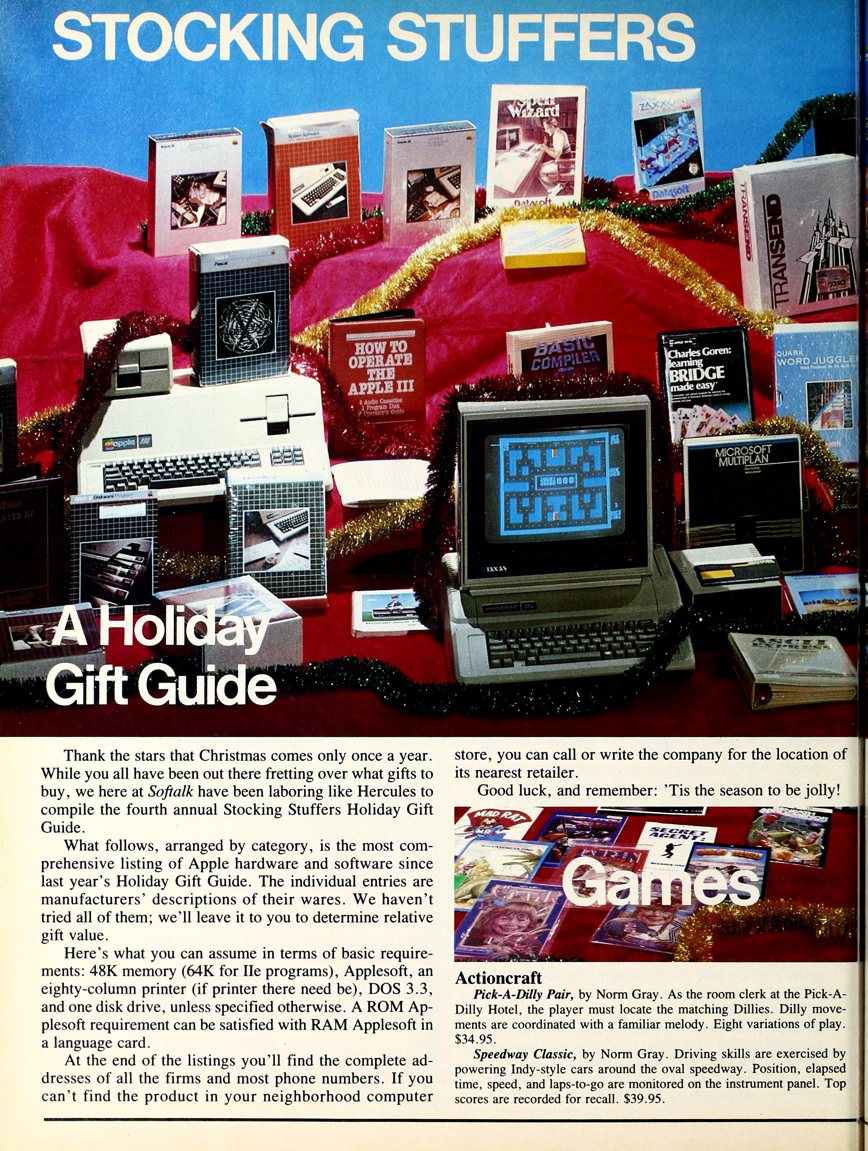 STOCKING STUFFERS
Spell
Wizard
Datasoft
ZAXXON
Datasoft
TRANSEND
TRANSEND
Pascal
HOW TO
OPERATE
THE
APPLE III
4 Audio Cassettes
1 Program Disk
Operator's Guide
BASIC
COMPILER
Charles Goren:
learning
BRIDGE
made easy
QUARK
WORD JUGGLE
apple III
MICROSOFT
MULTIPLAN
TAXAN
ASCII
EXPRESS
A Holiday
Gift Guide
Thank the stars that Christmas comes only once a year.
While you all have been out there fretting over what gifts to
buy, we here at Softalk have been laboring like Hercules to
compile the fourth annual Stocking Stuffers Holiday Gift
Guide.
What follows, arranged by category, is the most com-
prehensive listing of Apple hardware and software since
last year's Holiday Gift Guide. The individual entries are
manufacturers' descriptions of their wares. We haven't
tried all of them; we'll leave it to you to determine relative
gift value.
Here's what you can assume in terms of basic require-
ments: 48K memory (64K for IIe programs), Applesoft, an
eighty-column printer (if printer there need be), DOS 3.3,
and one disk drive, unless specified otherwise. A ROM Ap-
plesoft requirement can be satisfied with RAM Applesoft in
a language card.
At the end of the listings you'll find the complete ad-
dresses of all the firms and most phone numbers. If you
can't find the product in your neighborhood computer
store, you can call or write the company for the location of
its nearest retailer.
Good luck, and remember: 'Tis the season to be jolly!
MAD RAT
SECRET
AGENT:
Games
Actioncraft
Pick-A-Dilly Pair, by Norm Gray. As the room clerk at the Pick-A-
Dilly Hotel, the player must locate the matching Dillies. Dilly move-
ments are coordinated with a familiar melody. Eight variations of play.
$34.95.
Speedway Classic, by Norm Gray. Driving skills are exercised by
powering Indy-style cars around the oval speedway. Position, elapsed
time, speed, and laps-to-go are monitored on the instrument panel. Top
scores are recorded for recall. $39.95.